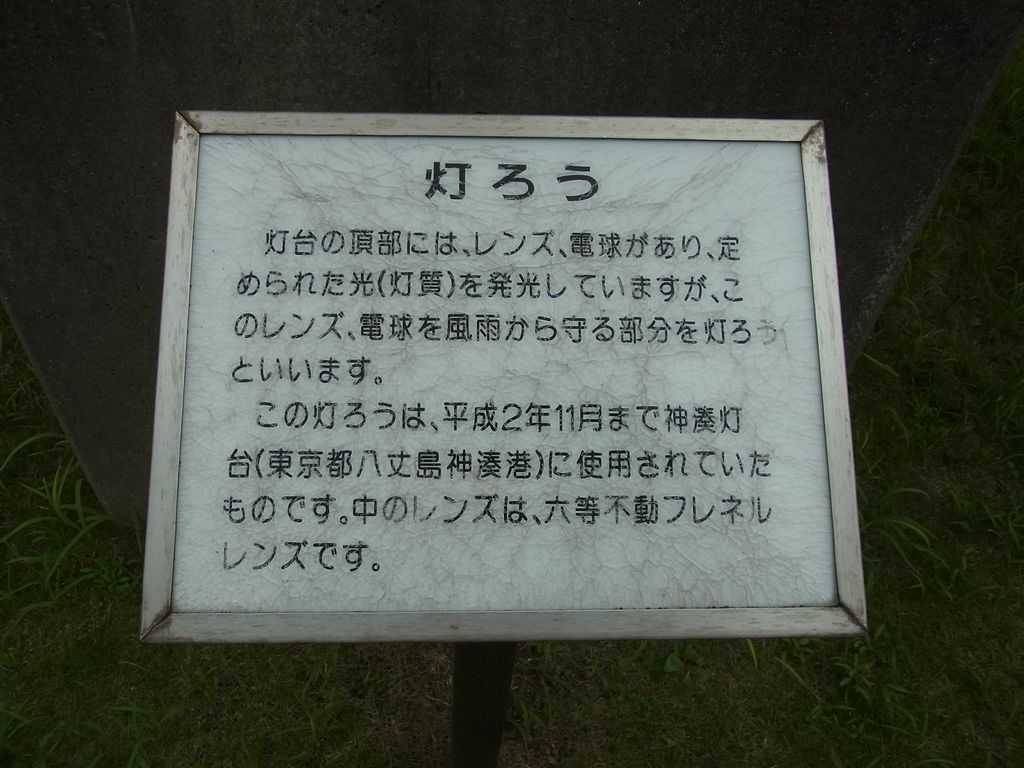 灯ろう
灯台の頂部には､レンズ､電球があり､定
められた光(灯質)を発光していますが､こ
のレンズ､電球を風雨から守る部分を灯ろう
といいます。
この灯ろうは､平成2年11月まで神湊灯
台(東京都八丈島神湊港)に使用されていた
ものです。中のレンズは､六等不動フレネル
レンズです。